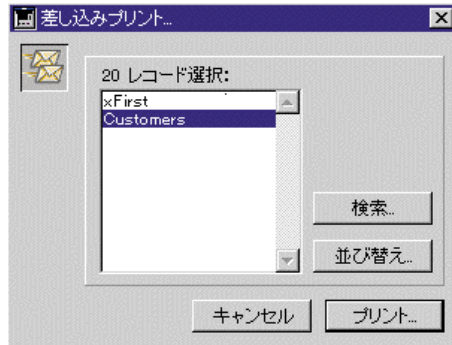 差し込みプリント...
20 レコード選択:
xFirst
Customers
検索...
並び替え...
キャンセル
プリント...